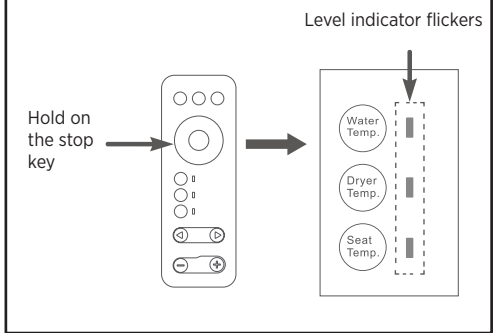 Level indicator flickers
Hold on
the stop
key
Water
Temp.
Dryer
Temp.
Seat
Temp.